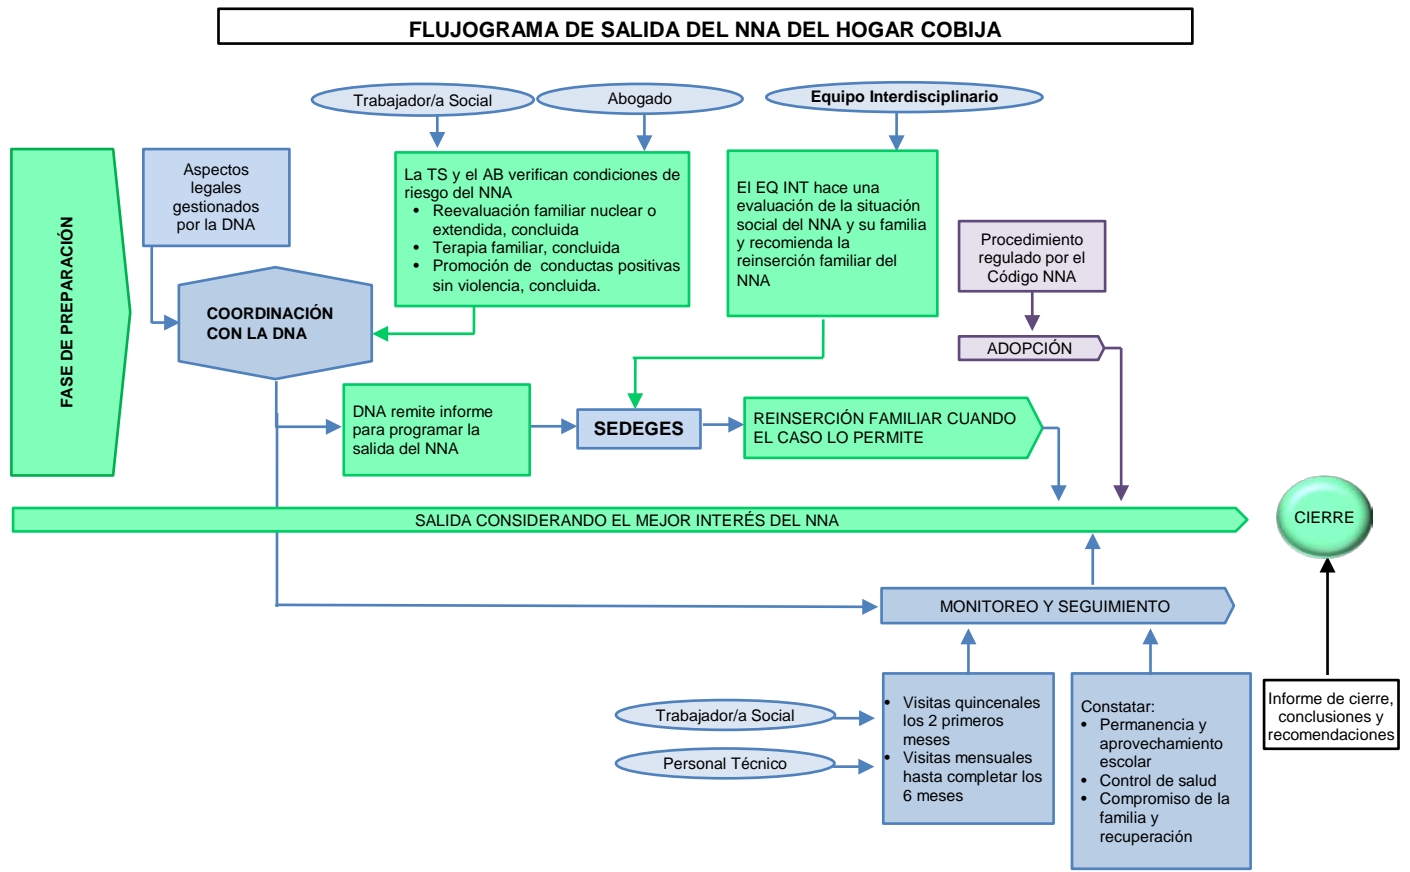 FLUJOGRAMA DE SALIDA DEL NNA DEL HOGAR COBIJA
Trabajador/a Social
Abogado
Equipo Interdisciplinario
FASE DE PREPARACIÓN
Aspectos
legales
gestionados
por la DNA
La TS y el AB verifican condiciones de
riesgo del NNA
• Reevaluación familiar nuclear o
extendida, concluida
• Terapia familiar, concluida
• Promoción de conductas positivas
sin violencia, concluida.
El EQ INT hace una
evaluación de la situación
social del NNA y su familia
y recomienda la
reinserción familiar del
NNA
Procedimiento
regulado por el
Código NNA
COORDINACIÓN
CON LA DNA
ADOPCIÓN
DNA remite informe
para programar la
salida del NNA
SEDEGES
REINSERCIÓN FAMILIAR CUANDO
EL CASO LO PERMITE
SALIDA CONSIDERANDO EL MEJOR INTERÉS DEL NNA
CIERRE
MONITOREO Y SEGUIMIENTO
Trabajador/a Social
Personal Técnico
• Visitas quincenales
los 2 primeros
meses
• Visitas mensuales
hasta completar los
6 meses
Constatar:
• Permanencia y
aprovechamiento
escolar
• Control de salud
• Compromiso de la
familia y
recuperación
Informe de cierre,
conclusiones y
recomendaciones